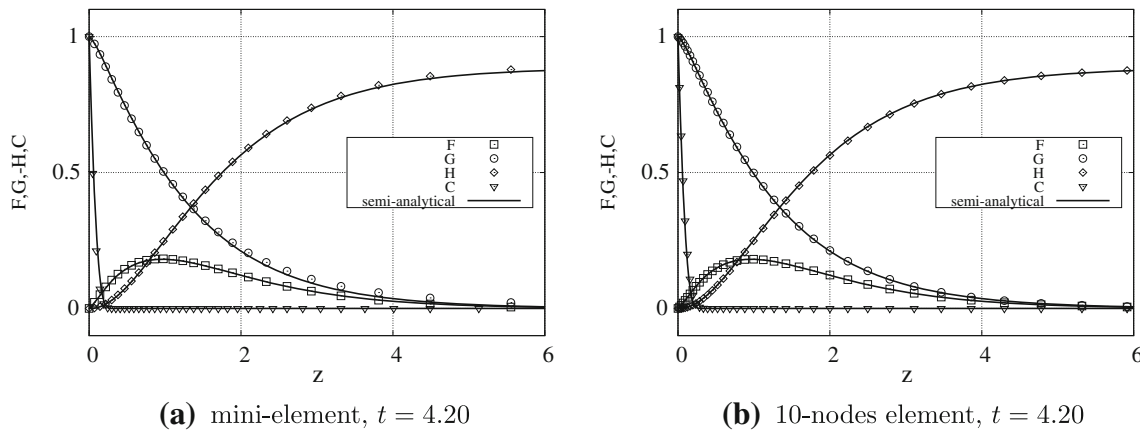 1
0.5
0
F,G,-H,C
F
G
H
C
semi-analytical
0
2
4
6
z
(a) mini-element, t = 4.20
1
0.5
0
F,G,-H,C
F
G
H
C
semi-analytical
0
2
4
6
z
(b) 10-nodes element, t = 4.20